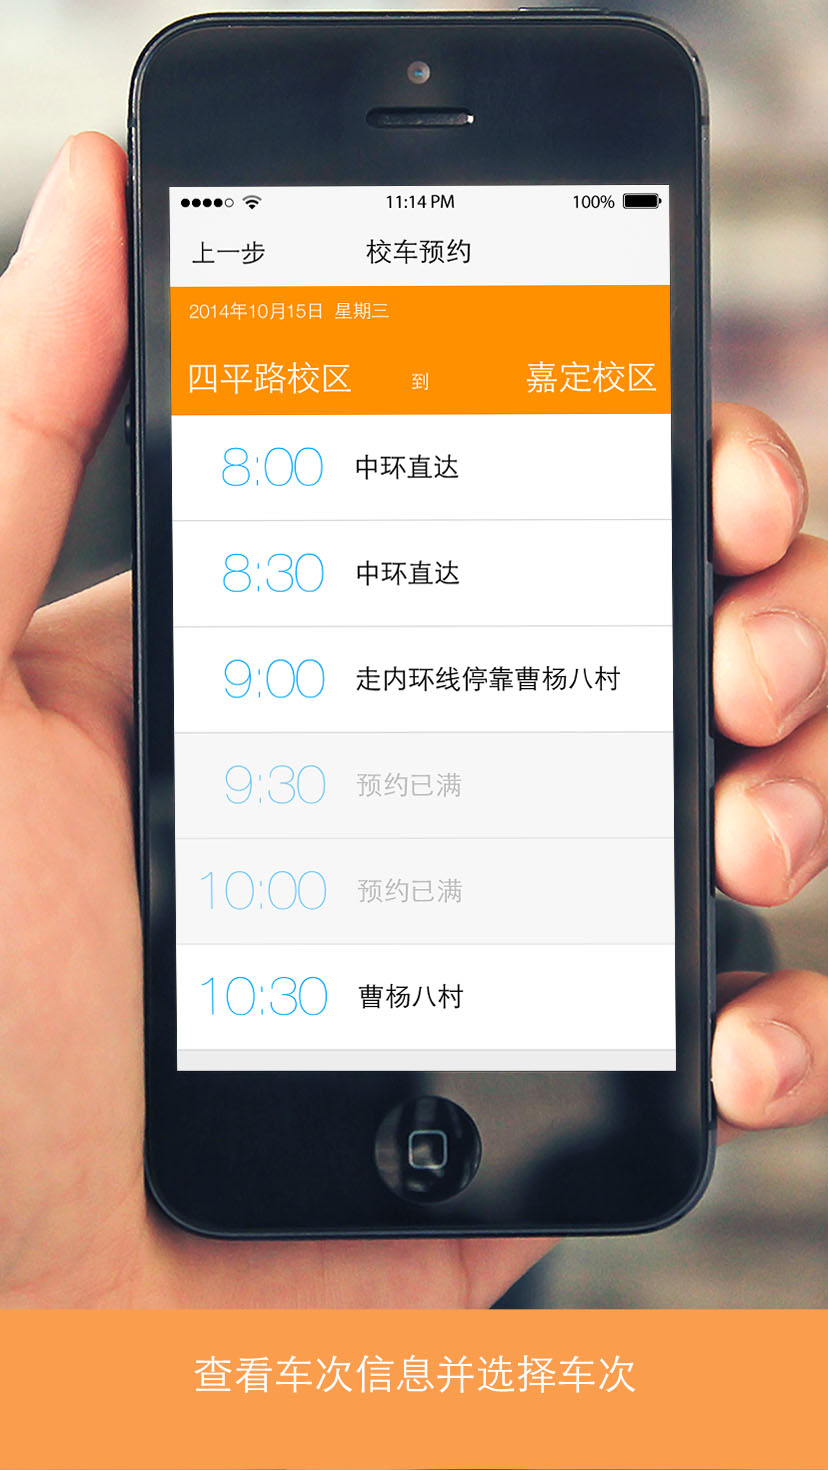 11:14 PM 100%
上一步 校车预约
2014年10月15日 星期三
四平路校区 到 嘉定校区
8:00 中环直达
8:30 中环直达
9:00 走内环线停靠曹杨八村
9:30 预约已满
10:00 预约已满
10:30 曹杨八村
查看车次信息并选择车次